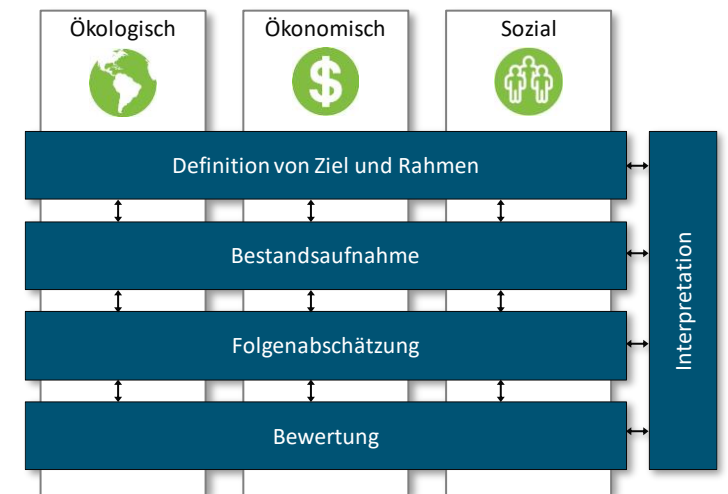 Ökologisch
Ökonomisch
Sozial
$
Definition von Ziel und Rahmen
Bestandsaufnahme
Folgenabschätzung
Bewertung
Interpretation